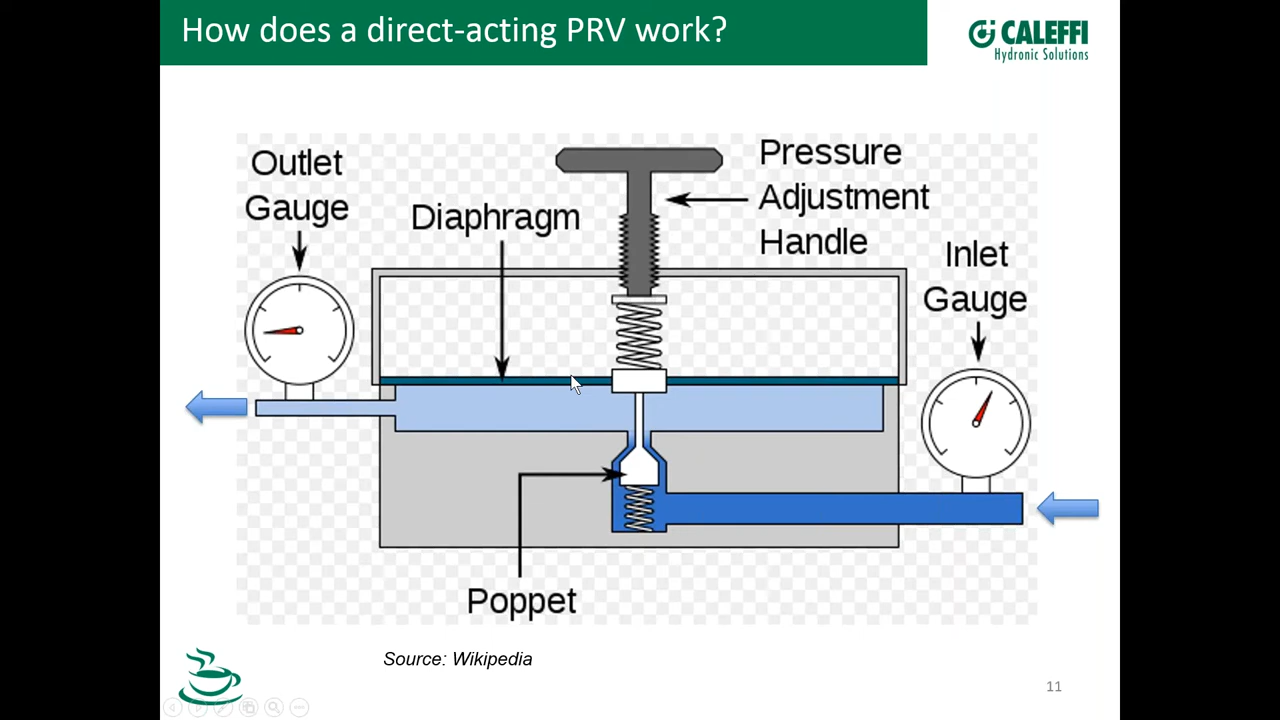 How does a direct-acting PRV work?
CALEFFI
Hydronic Solutions
Outlet
Gauge
Diaphragm
Pressure
Adjustment
Handle
Inlet
Gauge
Poppet
Source: Wikipedia
11